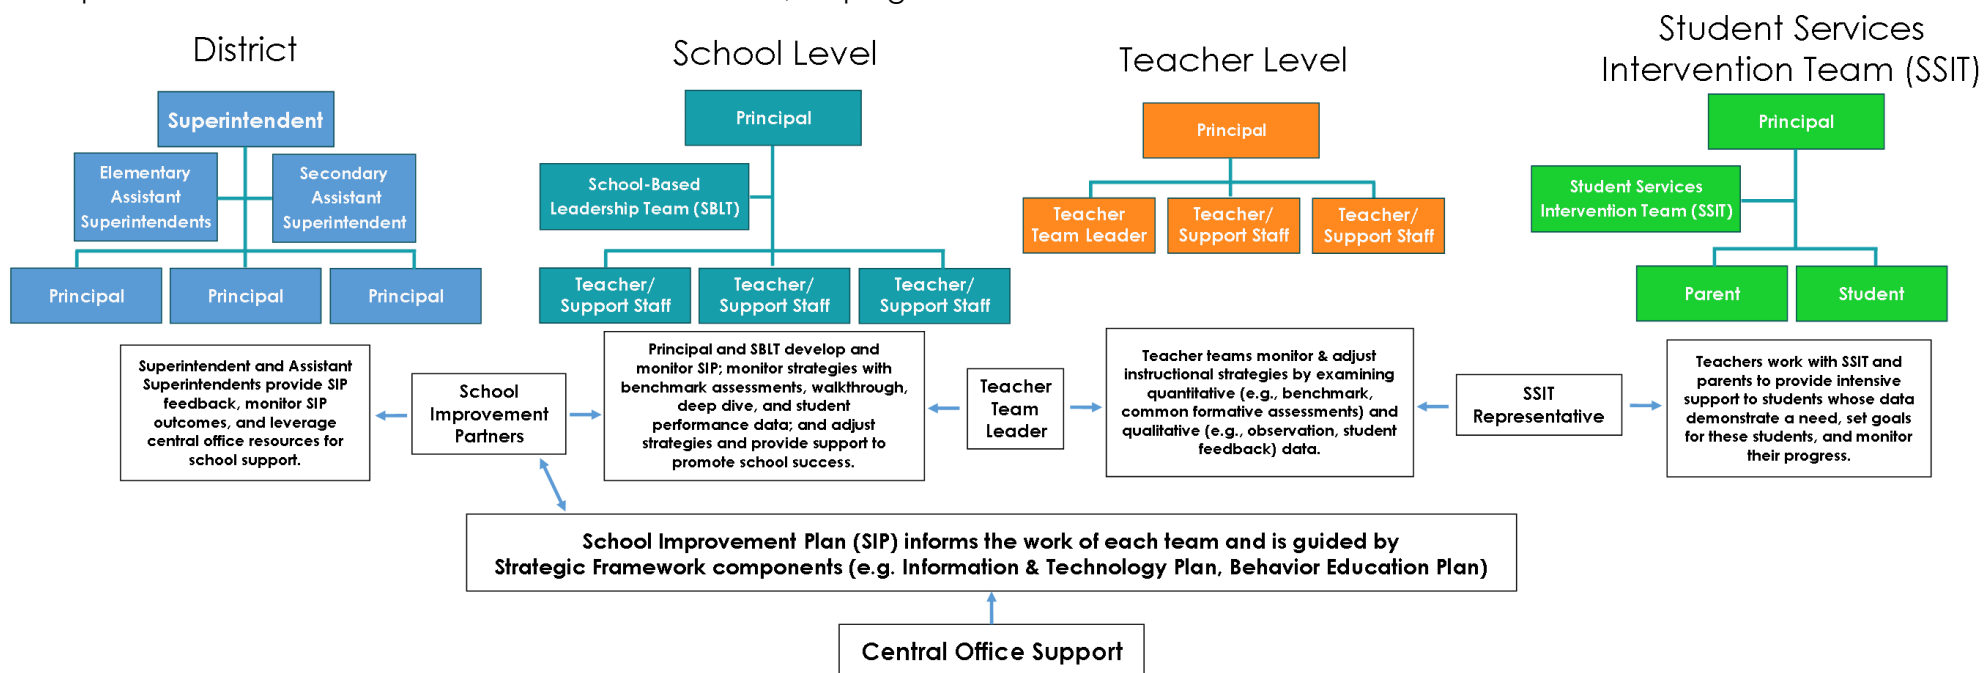 District
School Level
Teacher Level
Student Services
Intervention Team (SSIT)
Superintendent
Elementary
Assistant
Superintendents
Secondary
Assistant
Superintendent
Principal
Principal
Principal
Principal
School-Based
Leadership Team (SBLT)
Teacher/
Support Staff
Teacher/
Support Staff
Teacher/
Support Staff
Principal
Teacher
Team Leader
Teacher/
Support Staff
Teacher/
Support Staff
Principal
Student Services
Intervention Team (SSIT)
Parent
Student
Superintendent and Assistant
Superintendents provide SIP
feedback, monitor SIP
outcomes, and leverage
central office resources for
school support.
School
Improvement
Partners
Principal and SBLT develop and
monitor SIP; monitor strategies with
benchmark assessments, walkthrough,
deep dive, and student
performance data; and adjust
strategies and provide support to
promote school success.
Teacher
Team
Leader
Teacher teams monitor & adjust
instructional strategies by examining
quantitative (e.g., benchmark,
common formative assessments) and
qualitative (e.g., observation, student
feedback) data.
SSIT
Representative
Teachers work with SSIT and
parents to provide intensive
support to students whose data
demonstrate a need, set goals
for these students, and monitor
their progress.
School Improvement Plan (SIP) informs the work of each team and is guided by
Strategic Framework components (e.g. Information & Technology Plan, Behavior Education Plan)
Central Office Support